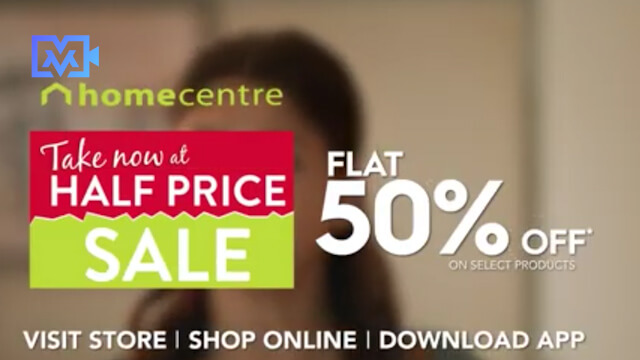 homecentre
Take now at
HALF PRICE
SALE
FLAT
50% OFF*
ON SELECT PRODUCTS
VISIT STORE | SHOP ONLINE | DOWNLOAD APP